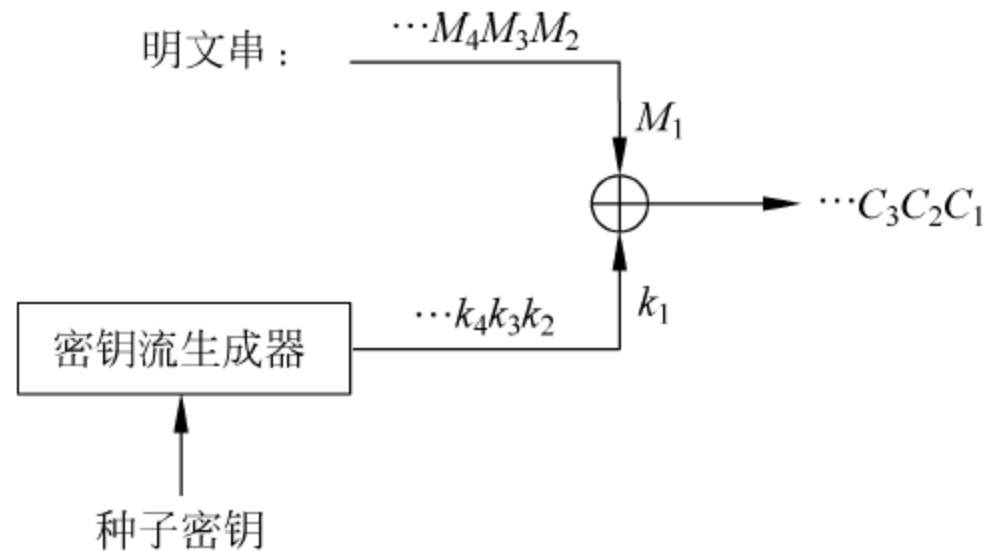 明文串：
⋯M₄M₃M₂
M₁
⋯C₃C₂C₁
⋯k₄k₃k₂
k₁
密钥流生成器
种子密钥